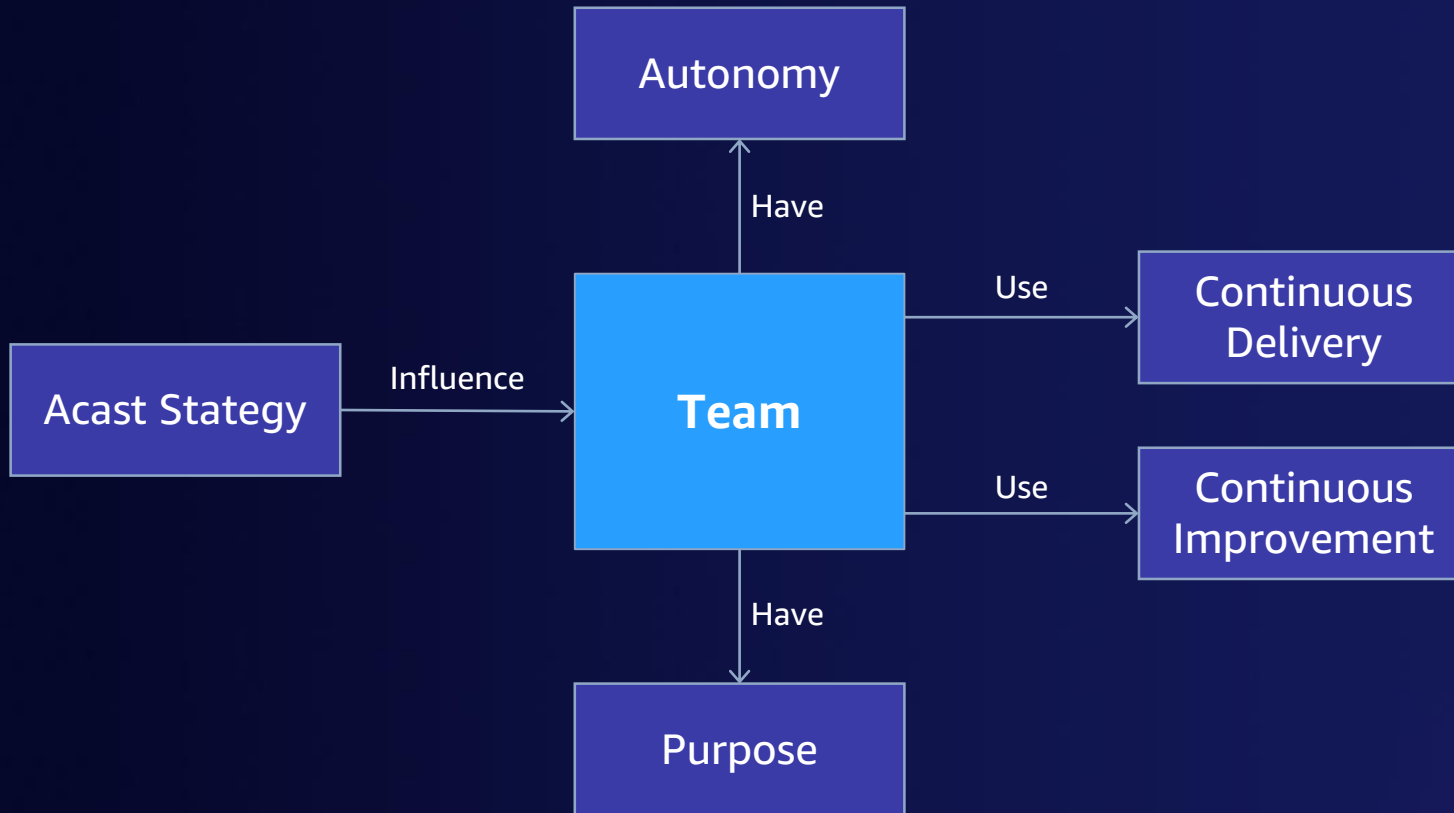 Autonomy
Have
Use
Continuous
Delivery
Acast Stategy
Influence
Team
Use
Continuous
Improvement
Have
Purpose